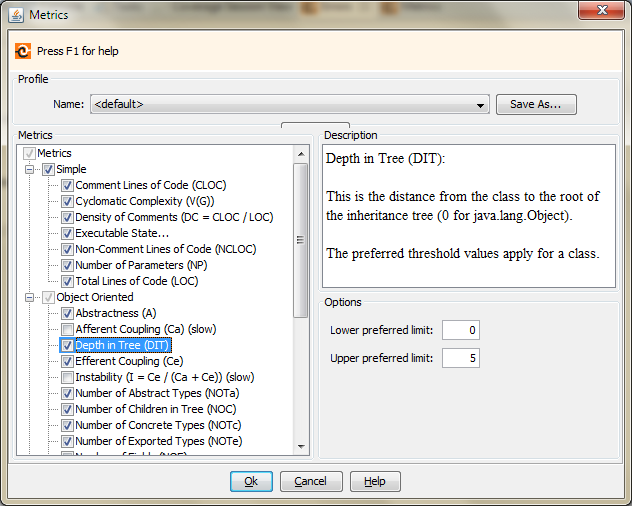 Metrics
Press F1 for help
Profile
Name: <default> Save As...
Metrics
Metrics
Simple
Comment Lines of Code (CLOC)
Cyclomatic Complexity (V(G))
Density of Comments (DC = CLOC / LOC)
Executable State...
Non-Comment Lines of Code (NCLOC)
Number of Parameters (NP)
Total Lines of Code (LOC)
Object Oriented
Abstractness (A)
Afferent Coupling (Ca) (slow)
Depth in Tree (DIT)
Efferent Coupling (Ce)
Instability (I = Ce / (Ca + Ce)) (slow)
Number of Abstract Types (NOTa)
Number of Children in Tree (NOC)
Number of Concrete Types (NOTc)
Number of Exported Types (NOTe)
Description
Depth in Tree (DIT):
This is the distance from the class to the root of
the inheritance tree (0 for java.lang.Object).
The preferred threshold values apply for a class.
Options
Lower preferred limit: 0
Upper preferred limit: 5
Ok Cancel Help